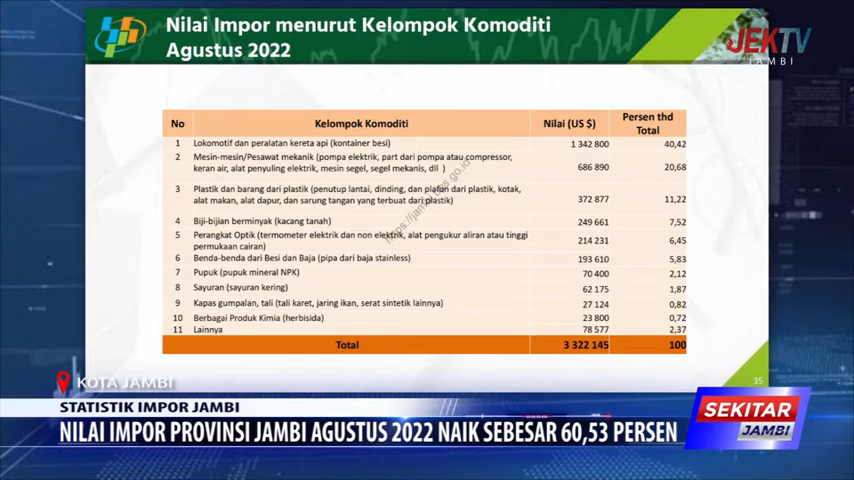 Nilai Impor menurut Kelompok Komoditi
Agustus 2022
JEKTV
JAMBI
No Kelompok Komoditi Nilai (US $) Persen thd
Total
1 Lokomotif dan peralatan kereta api (kontainer besi) 1 342 800 40,42
2 Mesin-mesin/Pesawat mekanik (pompa elektrik, part dari pompa atau compressor,
keran air, alat penyuling elektrik, mesin segel, segel mekanis, dll ) 686 890 20,68
3 Plastik dan barang dari plastik (penutup lantai, dinding, dan plafon dari plastik, kotak,
alat makan, alat dapur, dan sarung tangan yang terbuat dari plastik) 372 877 11,22
4 Biji-bijian berminyak (kacang tanah) 249 661 7,52
5 Perangkat Optik (termometer elektrik dan non elektrik, alat pengukur aliran atau tinggi
permukaan cairan) 214 231 6,45
6 Benda-benda dari Besi dan Baja (pipa dari baja stainless) 193 610 5,83
7 Pupuk (pupuk mineral NPK) 70 400 2,12
8 Sayuran (sayuran kering) 62 175 1,87
9 Kapas gumpalan, tali (tali karet, jaring ikan, serat sintetik lainnya) 27 124 0,82
10 Berbagai Produk Kimia (herbisida) 23 800 0,72
11 Lainnya 78 577 2,37
Total 3 322 145 100
35
KOTA JAMBI
STATISTIK IMPOR JAMBI
NILAI IMPOR PROVINSI JAMBI AGUSTUS 2022 NAIK SEBESAR 60,53 PERSEN
SEKITAR
JAMBI